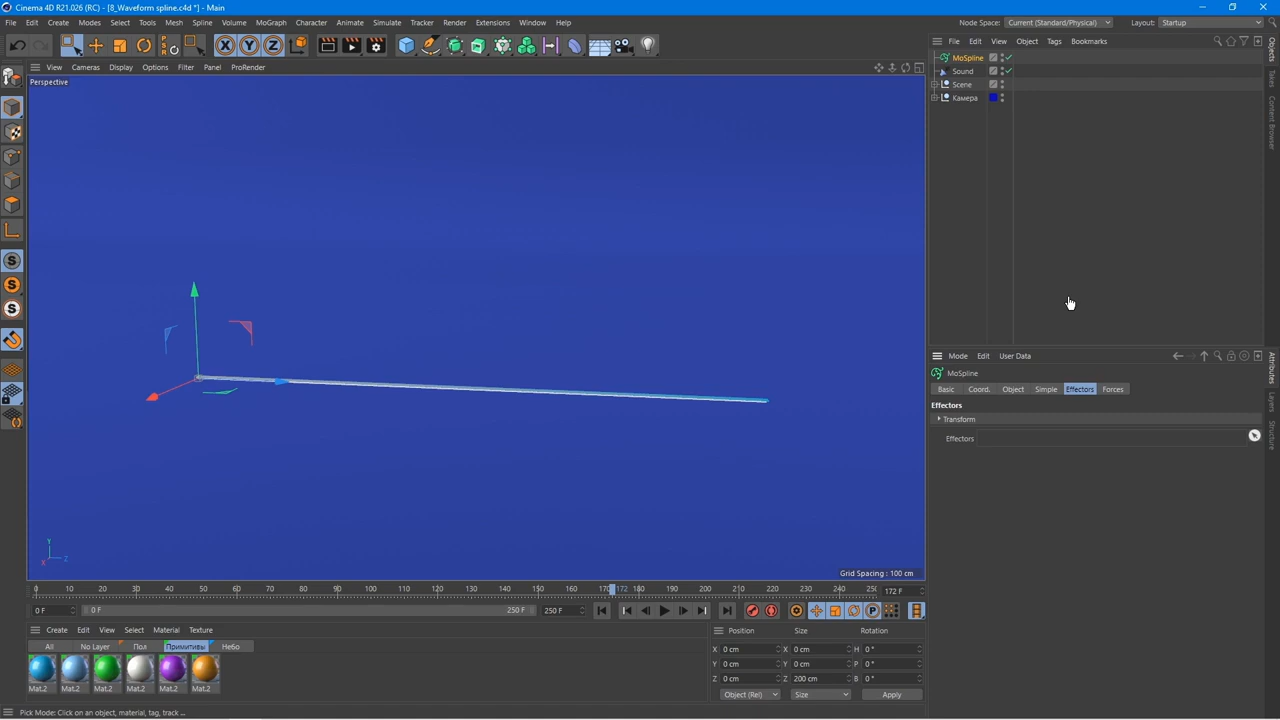 Cinema 4D R21.026 (RC) - [8_Waveform spline.c4d *] - Main
File Edit Create Modes Select Tools Mesh Spline Volume MoGraph Character Animate Simulate Tracker Render Extensions Window Help
Node Space: Current (Standard/Physical) Layout: Startup
View Cameras Display Options Filter Panel ProRender
Perspective
Grid Spacing : 100 cm
File Edit View Object Tags Bookmarks
MoSpline
Sound
Scene
Камера
Objects
Takes
Content Browser
Mode Edit User Data
MoSpline
Basic Coord. Object Simple Effectors Forces
Effectors
Transform
Effectors
Attributes
Layers
Structure
0 10 20 30 40 50 60 70 80 90 100 110 120 130 140 150 160 170 172 180 190 200 210 220 230 240 250
172 F
0 F 0 F 250 F 250 F
Create Edit View Select Material Texture
All No Layer Пол Примитивы Небо
Mat.2 Mat.2 Mat.2 Mat.2 Mat.2 Mat.2
Position Size Rotation
X 0 cm X 0 cm H 0 °
Y 0 cm Y 0 cm P 0 °
Z 0 cm Z 200 cm B 0 °
Object (Rel) Size Apply
Pick Mode: Click on an object, material, tag, track ...